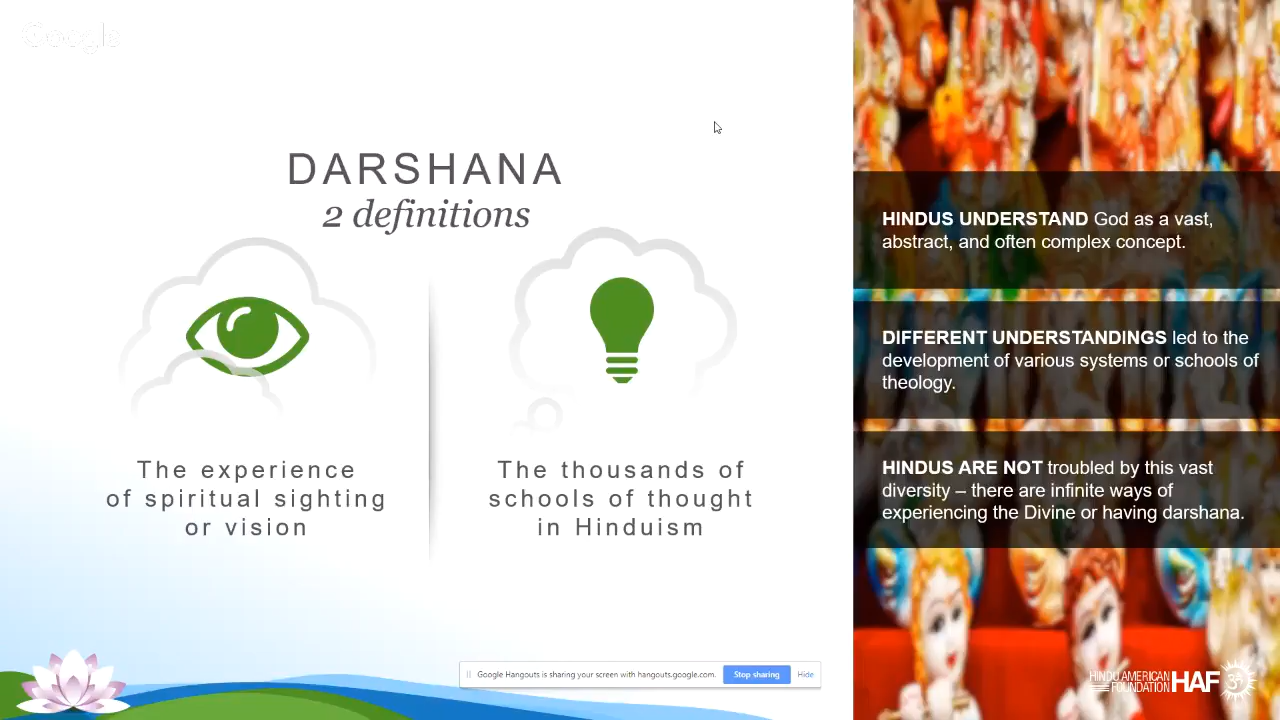 Google
DARSHANA
2 definitions
The experience
of spiritual sighting
or vision
The thousands of
schools of thought
in Hinduism
HINDUS UNDERSTAND God as a vast,
abstract, and often complex concept.
DIFFERENT UNDERSTANDINGS led to the
development of various systems or schools of
theology.
HINDUS ARE NOT troubled by this vast
diversity – there are infinite ways of
experiencing the Divine or having darshana.
Google Hangouts is sharing your screen with hangouts.google.com.
Stop sharing
Hide
HINDU AMERICAN
FOUNDATION
HAF
ॐ